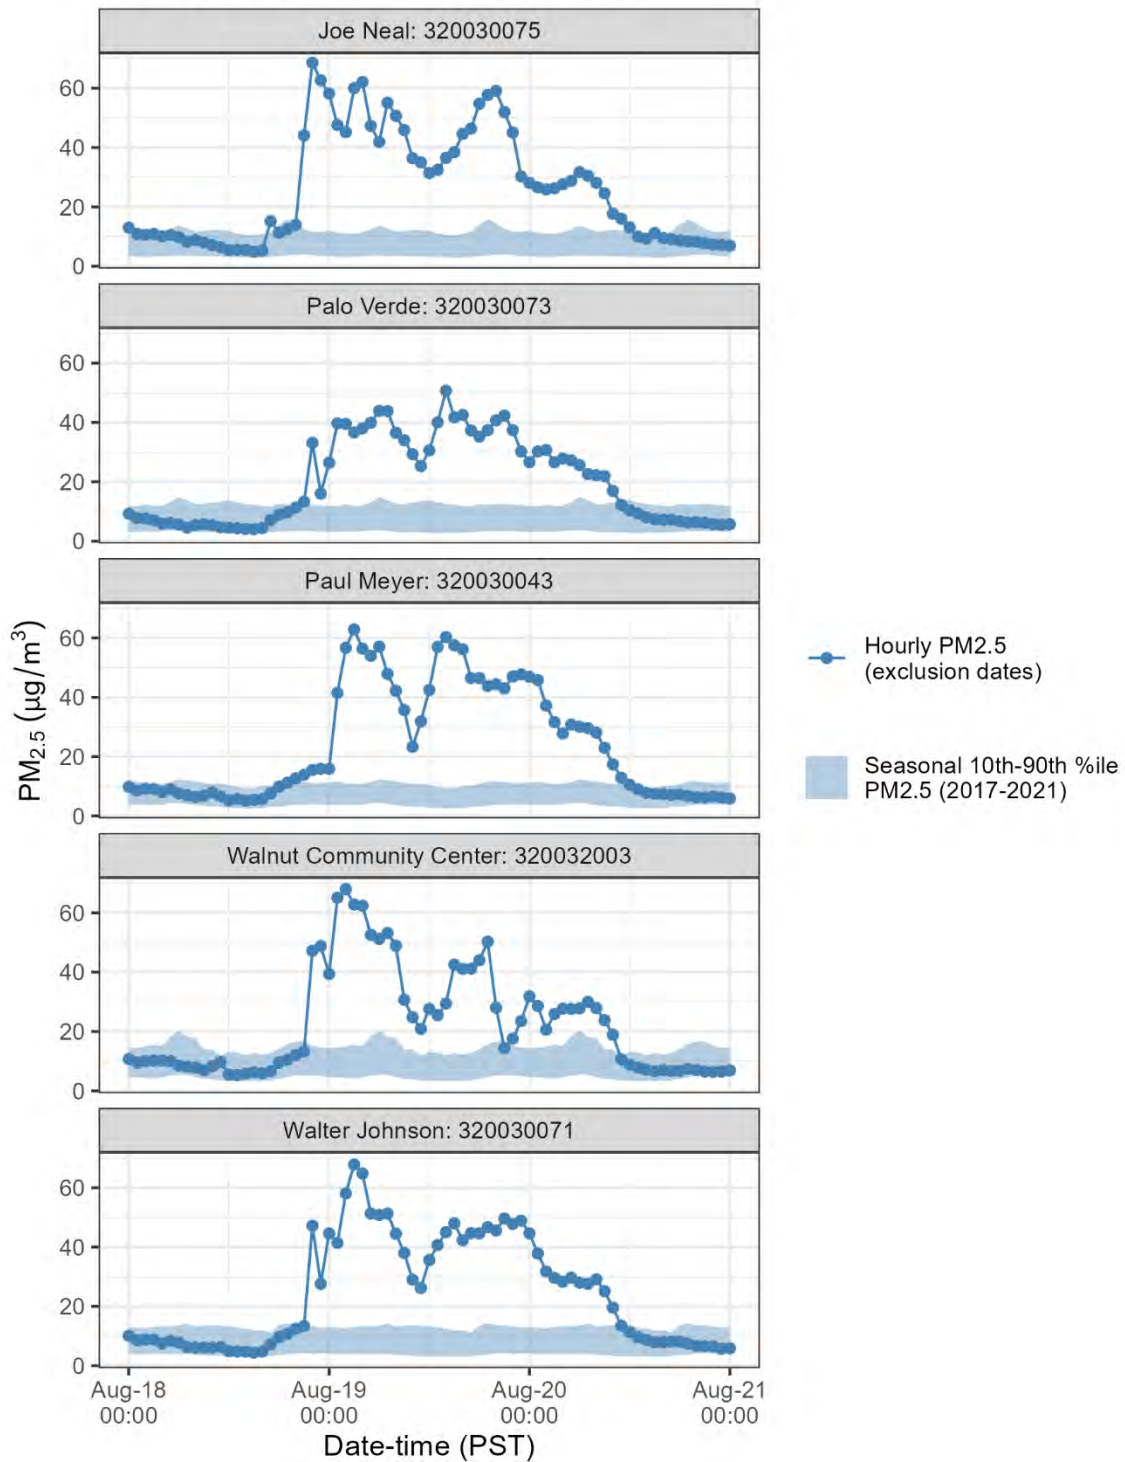 Joe Neal: 320030075
60
40
20
0
Palo Verde: 320030073
60
40
20
0
Paul Meyer: 320030043
60
40
20
0
Walnut Community Center: 320032003
60
40
20
0
Walter Johnson: 320030071
60
40
20
0
PM2.5 (µg/m³)
Aug-18
00:00
Aug-19
00:00
Aug-20
00:00
Aug-21
00:00
Date-time (PST)
Hourly PM2.5
(exclusion dates)
Seasonal 10th-90th %ile
PM2.5 (2017-2021)